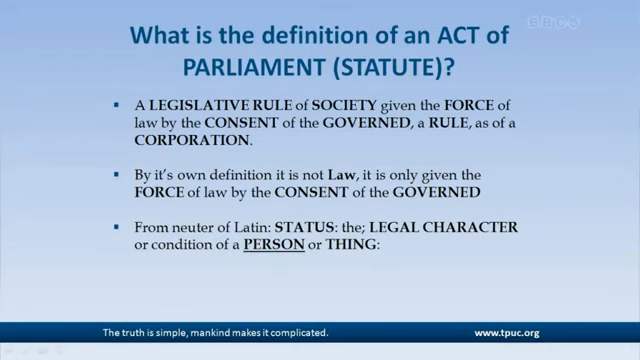 BBC5
What is the definition of an ACT of
PARLIAMENT (STATUTE)?
A LEGISLATIVE RULE of SOCIETY given the FORCE of
law by the CONSENT of the GOVERNED, a RULE, as of a
CORPORATION.
By it's own definition it is not Law, it is only given the
FORCE of law by the CONSENT of the GOVERNED
From neuter of Latin: STATUS: the; LEGAL CHARACTER
or condition of a PERSON or THING:
The truth is simple, mankind makes it complicated.
www.tpuc.org